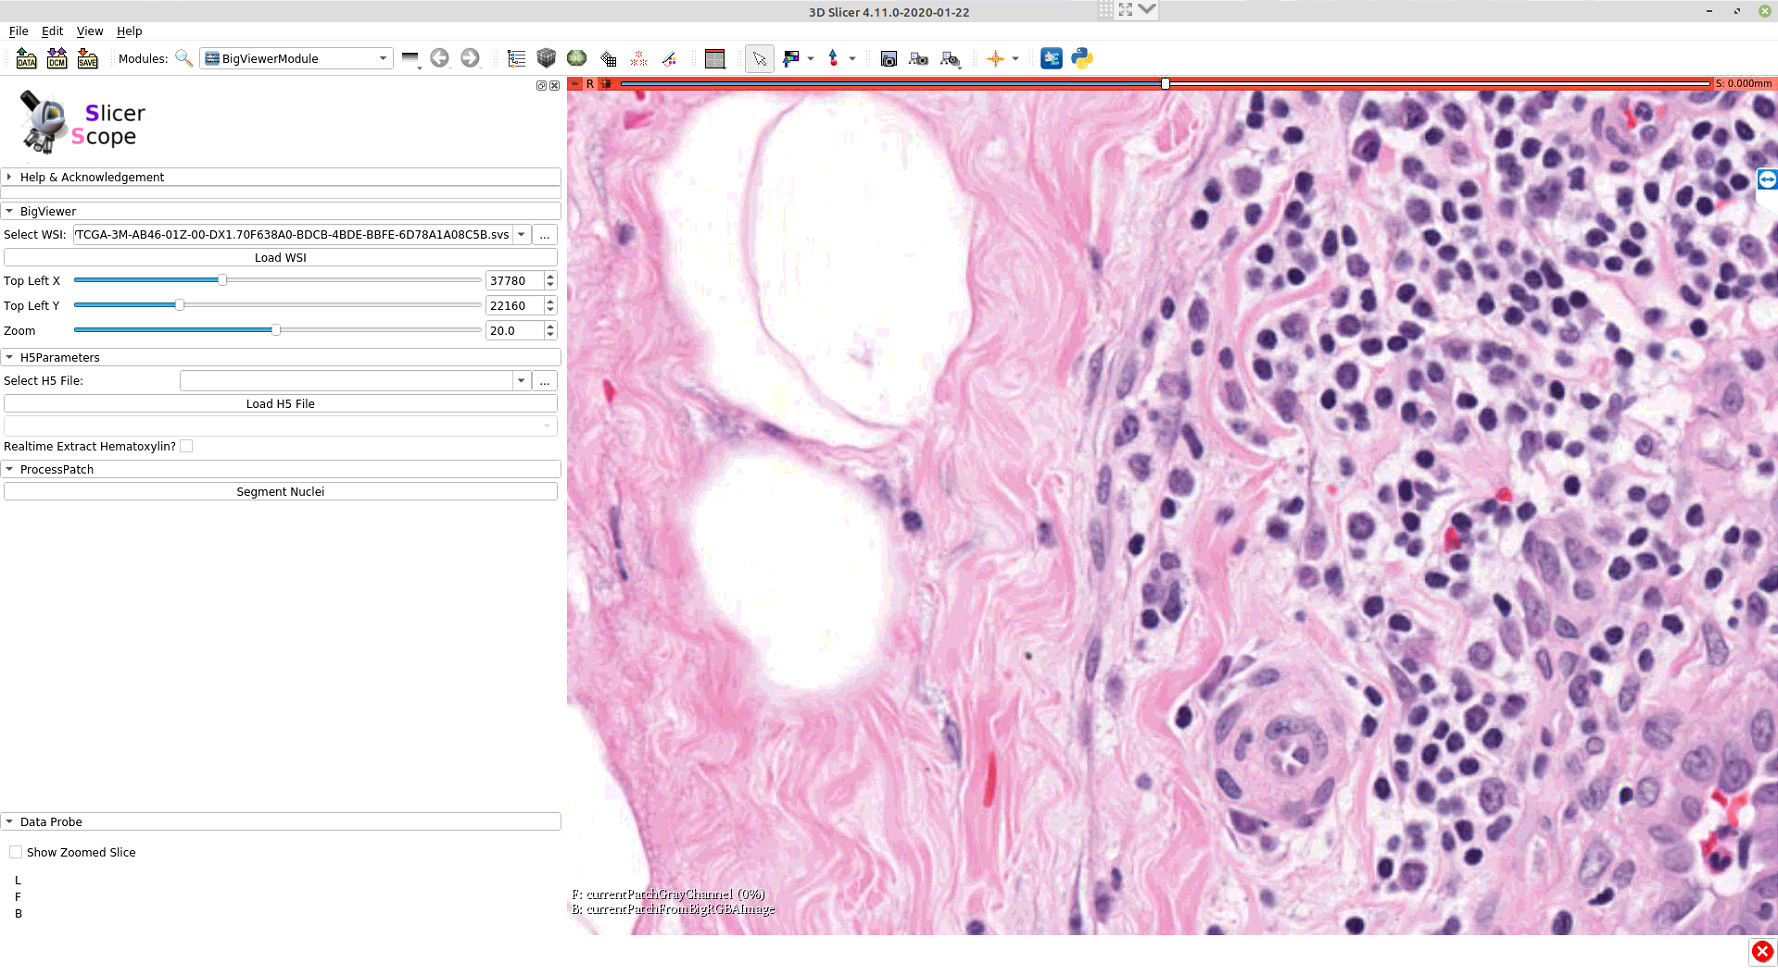 3D Slicer 4.11.0-2020-01-22
File Edit View Help
DATA DCM SAVE Modules: BigViewerModule
R S: 0.000mm
Slicer
Scope
Help & Acknowledgement
BigViewer
Select WSI: /TCGA-3M-AB46-01Z-00-DX1.70F638A0-BDCB-4BDE-BBFE-6D78A1A08C5B.svs ...
Load WSI
Top Left X 37780
Top Left Y 22160
Zoom 20.0
H5Parameters
Select H5 File: ...
Load H5 File
Realtime Extract Hematoxylin?
ProcessPatch
Segment Nuclei
Data Probe
Show Zoomed Slice
L
F
B
F: currentPatchGrayChannel (0%)
B: currentPatchFromBigRGBAImage